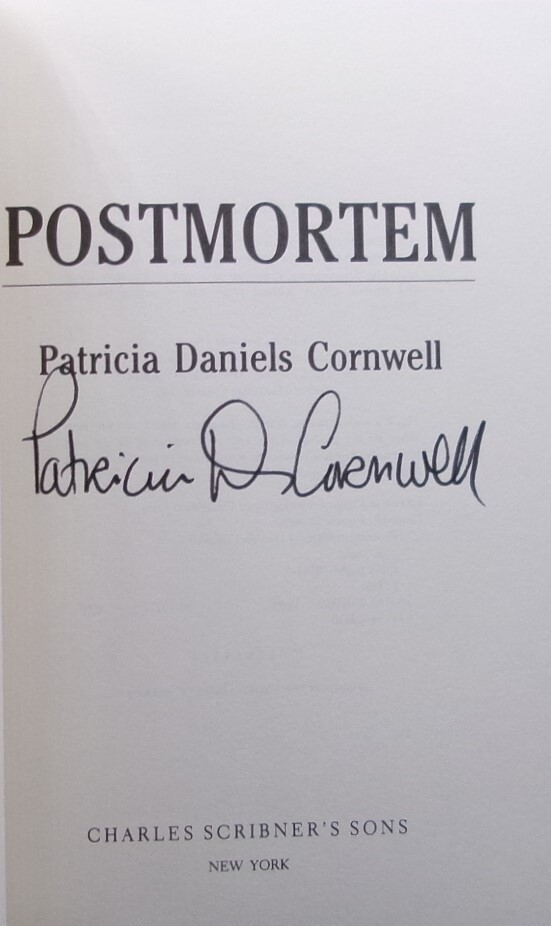 POSTMORTEM
Patricia Daniels Cornwell
Patricia D Cornwell
CHARLES SCRIBNER'S SONS
NEW YORK